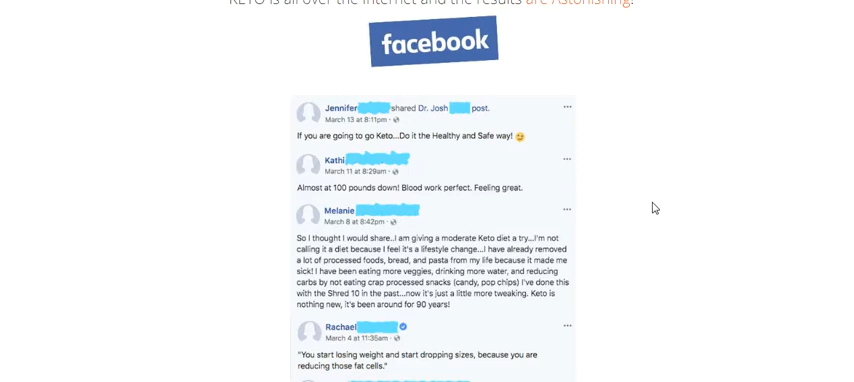 KETO is all over the internet and the results are Astonishing!
facebook
Jennifer shared Dr. Josh post.
March 13 at 8:11pm ·
If you are going to go Keto...Do it the Healthy and Safe way! 😉
Kathi
March 11 at 8:29am ·
Almost at 100 pounds down! Blood work perfect. Feeling great.
Melanie
March 8 at 8:42pm ·
So I thought I would share..I am giving a moderate Keto diet a try...I'm not
calling it a diet because I feel it's a lifestyle change...I have already removed
a lot of processed foods, bread, and pasta from my life because it made me
sick! I have been eating more veggies, drinking more water, and reducing
carbs by not eating crap processed snacks (candy, pop chips) I've done this
with the Shred 10 in the past...now it's just a little more tweaking. Keto is
nothing new, it's been around for 90 years!
Rachael
March 4 at 11:35am ·
"You start losing weight and start dropping sizes, because you are
reducing those fat cells."